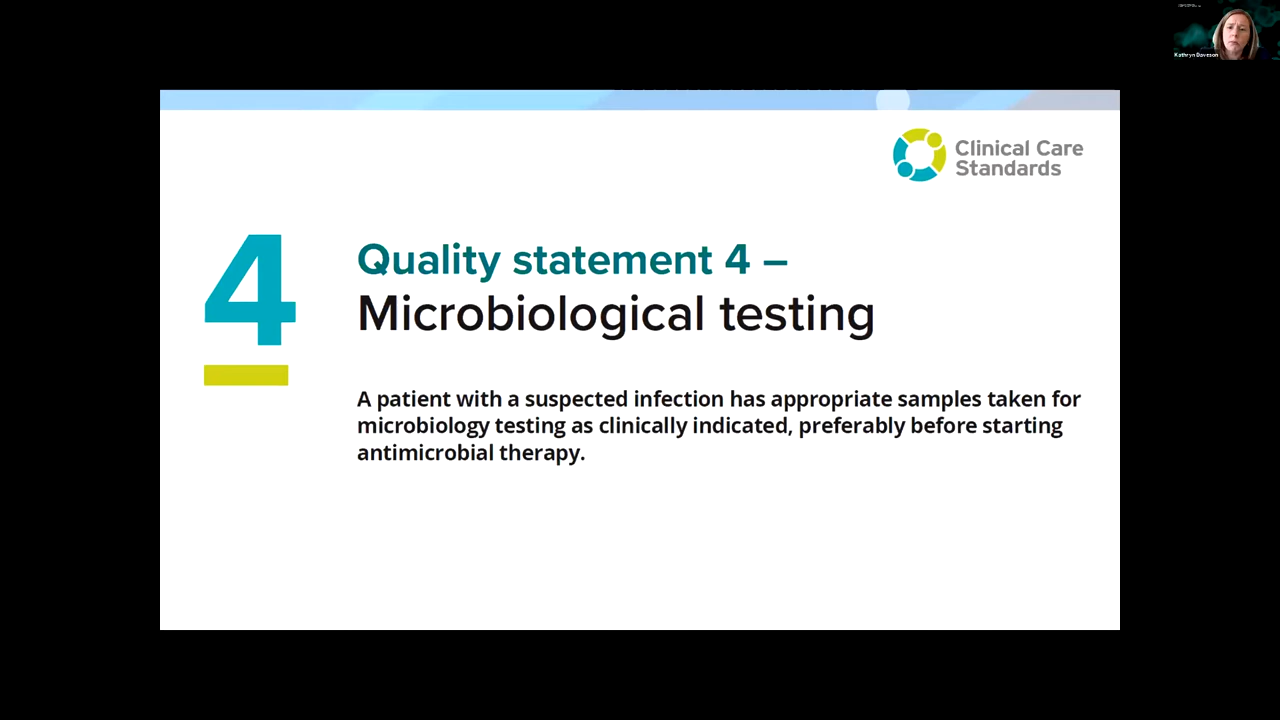 Kathryn Daveson
Clinical Care
Standards
4
Quality statement 4 –
Microbiological testing
A patient with a suspected infection has appropriate samples taken for
microbiology testing as clinically indicated, preferably before starting
antimicrobial therapy.